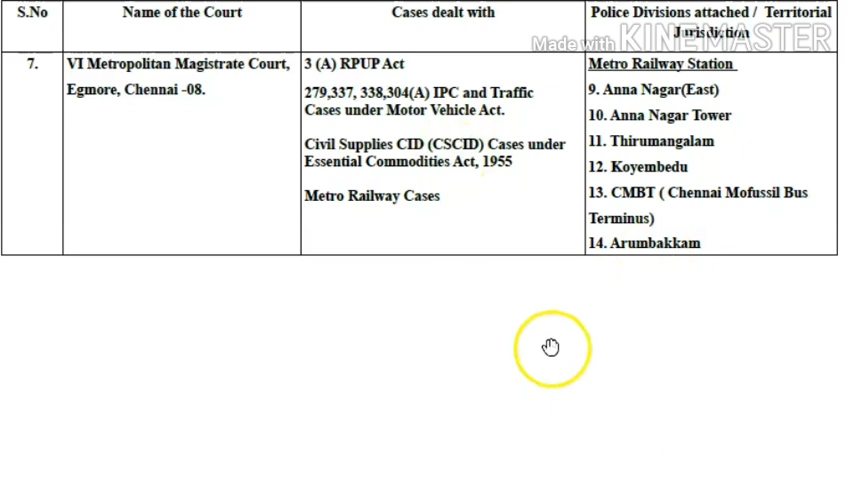 S.No
Name of the Court
Cases dealt with
Police Divisions attached / Territorial
Jurisdiction
Made with KINEMASTER
7.
VI Metropolitan Magistrate Court,
Egmore, Chennai -08.
3 (A) RPUP Act
279,337, 338,304(A) IPC and Traffic
Cases under Motor Vehicle Act.
Civil Supplies CID (CSCID) Cases under
Essential Commodities Act, 1955
Metro Railway Cases
Metro Railway Station
9. Anna Nagar(East)
10. Anna Nagar Tower
11. Thirumangalam
12. Koyembedu
13. CMBT ( Chennai Mofussil Bus
Terminus)
14. Arumbakkam